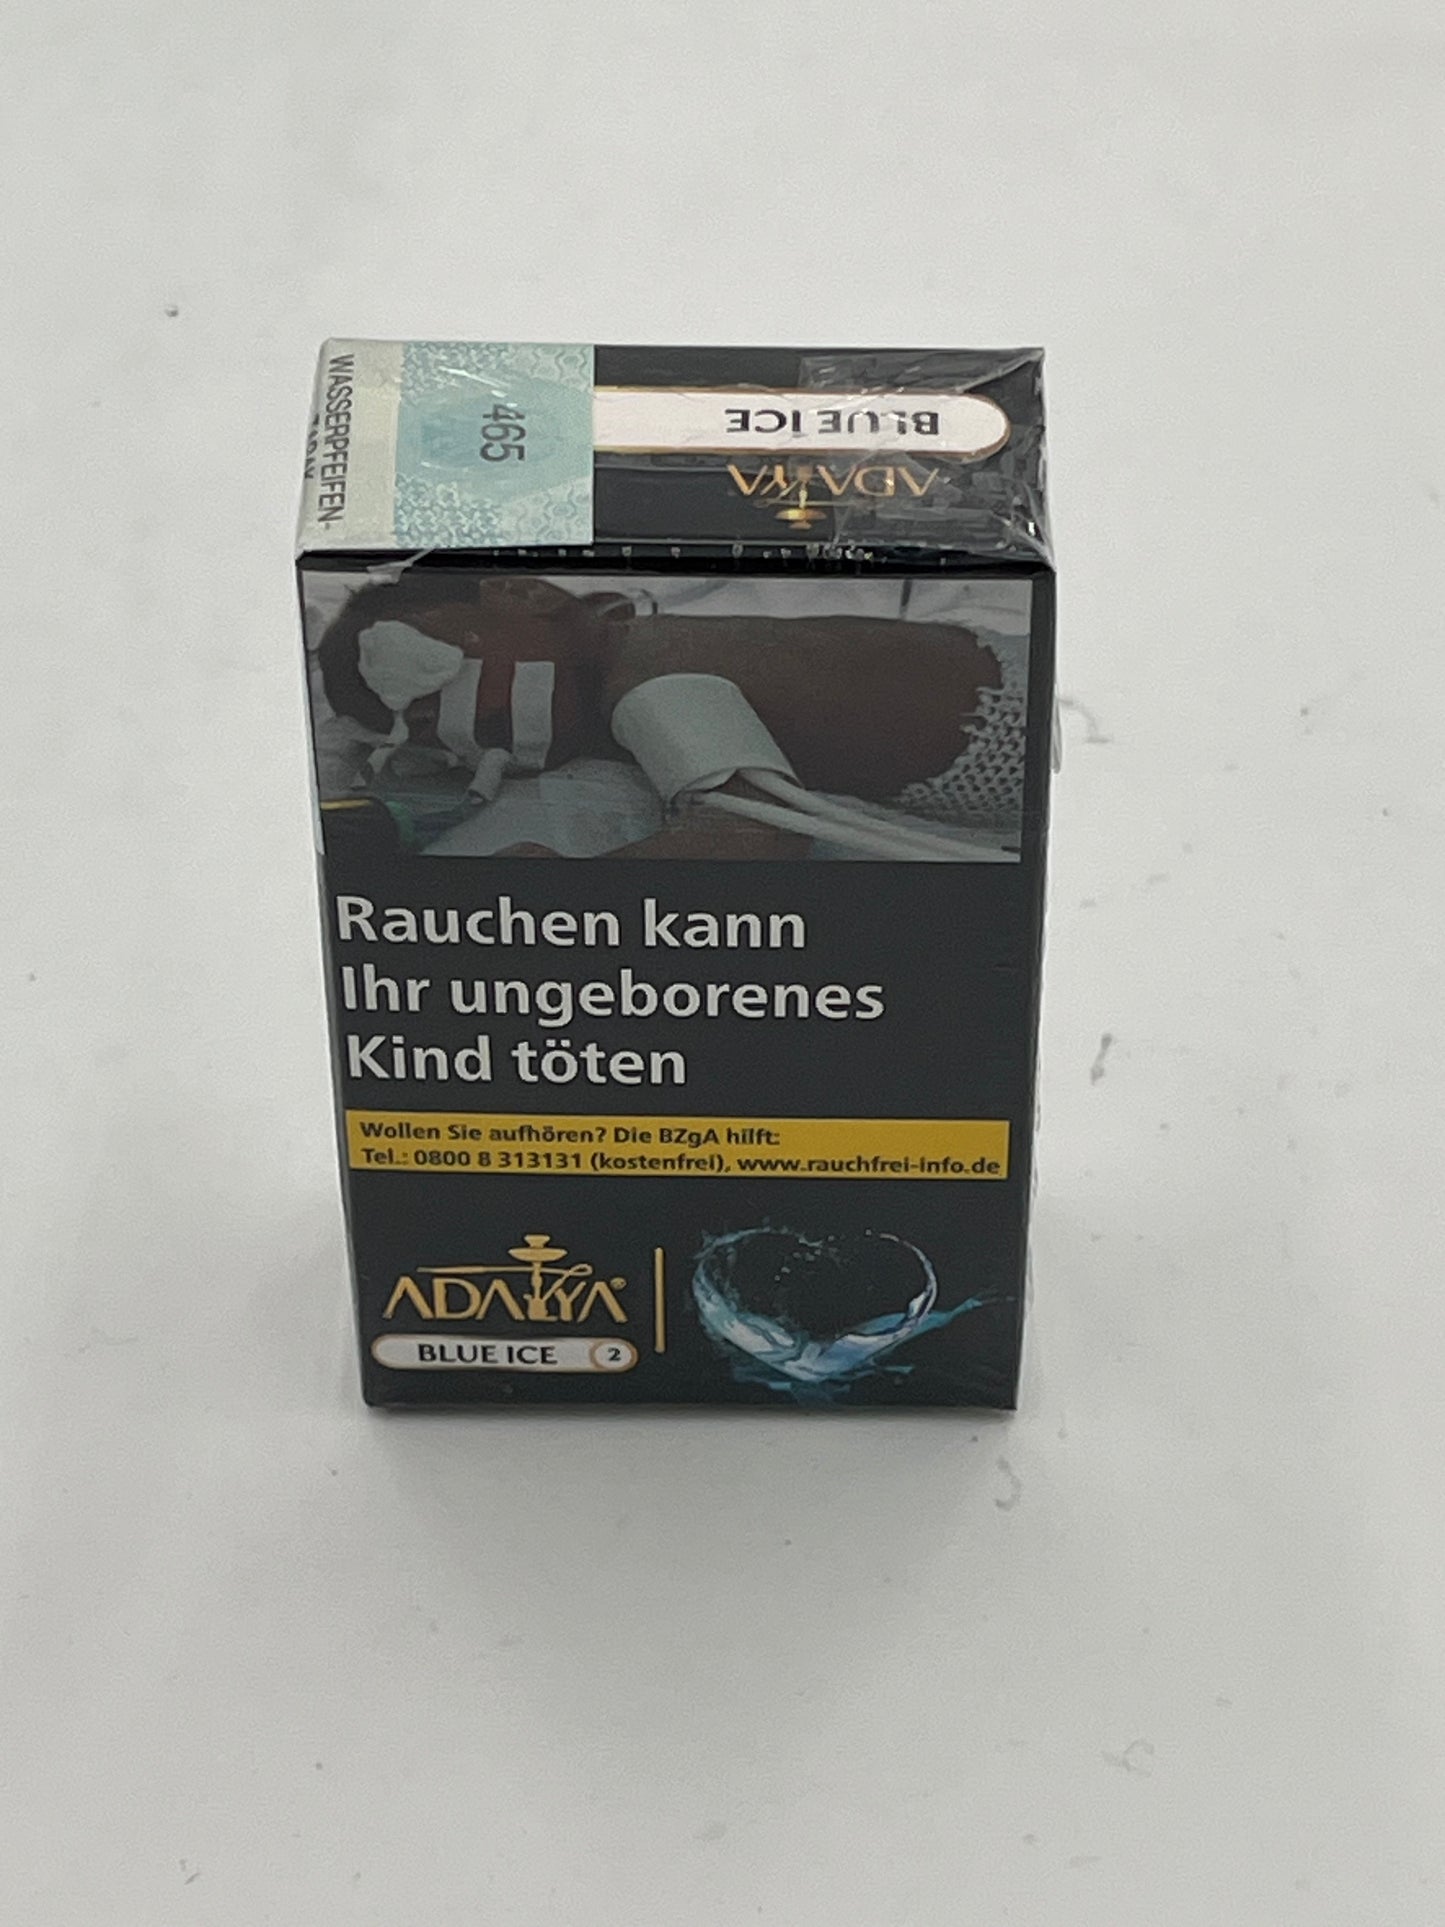 WASSERPFEIFEN-
465
BLUE ICE
ADALYA
Rauchen kann
Ihr ungeborenes
Kind töten
Wollen Sie aufhören? Die BZgA hilft:
Tel.: 0800 8 313131 (kostenfrei), www.rauchfrei-info.de
ADALYA®
BLUE ICE 2